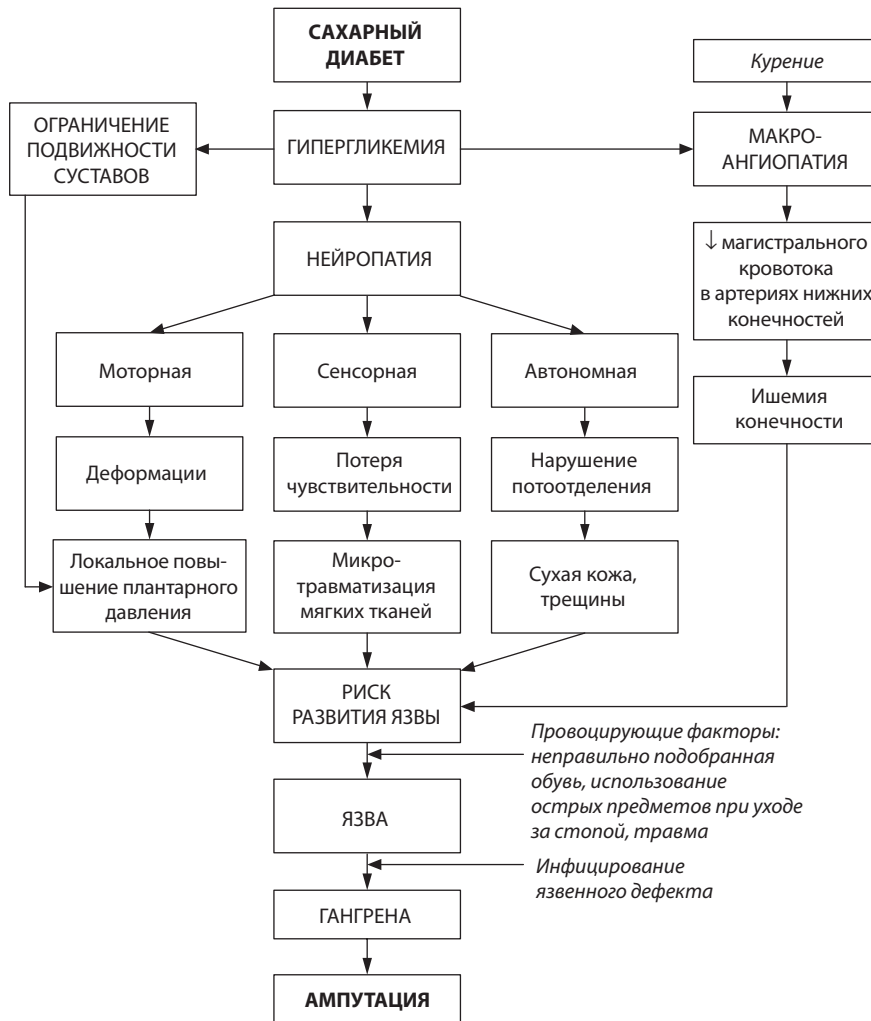 САХАРНЫЙ
ДИАБЕТ
Курение
ОГРАНИЧЕНИЕ
ПОДВИЖНОСТИ
СУСТАВОВ
ГИПЕРГЛИКЕМИЯ
МАКРО-
АНГИОПАТИЯ
НЕЙРОПАТИЯ
↓ магистрального
кровотока
в артериях нижних
конечностей
Моторная
Сенсорная
Автономная
Ишемия
конечности
Деформации
Потеря
чувствительности
Нарушение
потоотделения
Локальное повы-
шение плантарного
давления
Микро-
травматизация
мягких тканей
Сухая кожа,
трещины
РИСК
РАЗВИТИЯ ЯЗВЫ
Провоцирующие факторы:
неправильно подобранная
обувь, использование
острых предметов при уходе
за стопой, травма
ЯЗВА
Инфицирование
язвенного дефекта
ГАНГРЕНА
АМПУТАЦИЯ